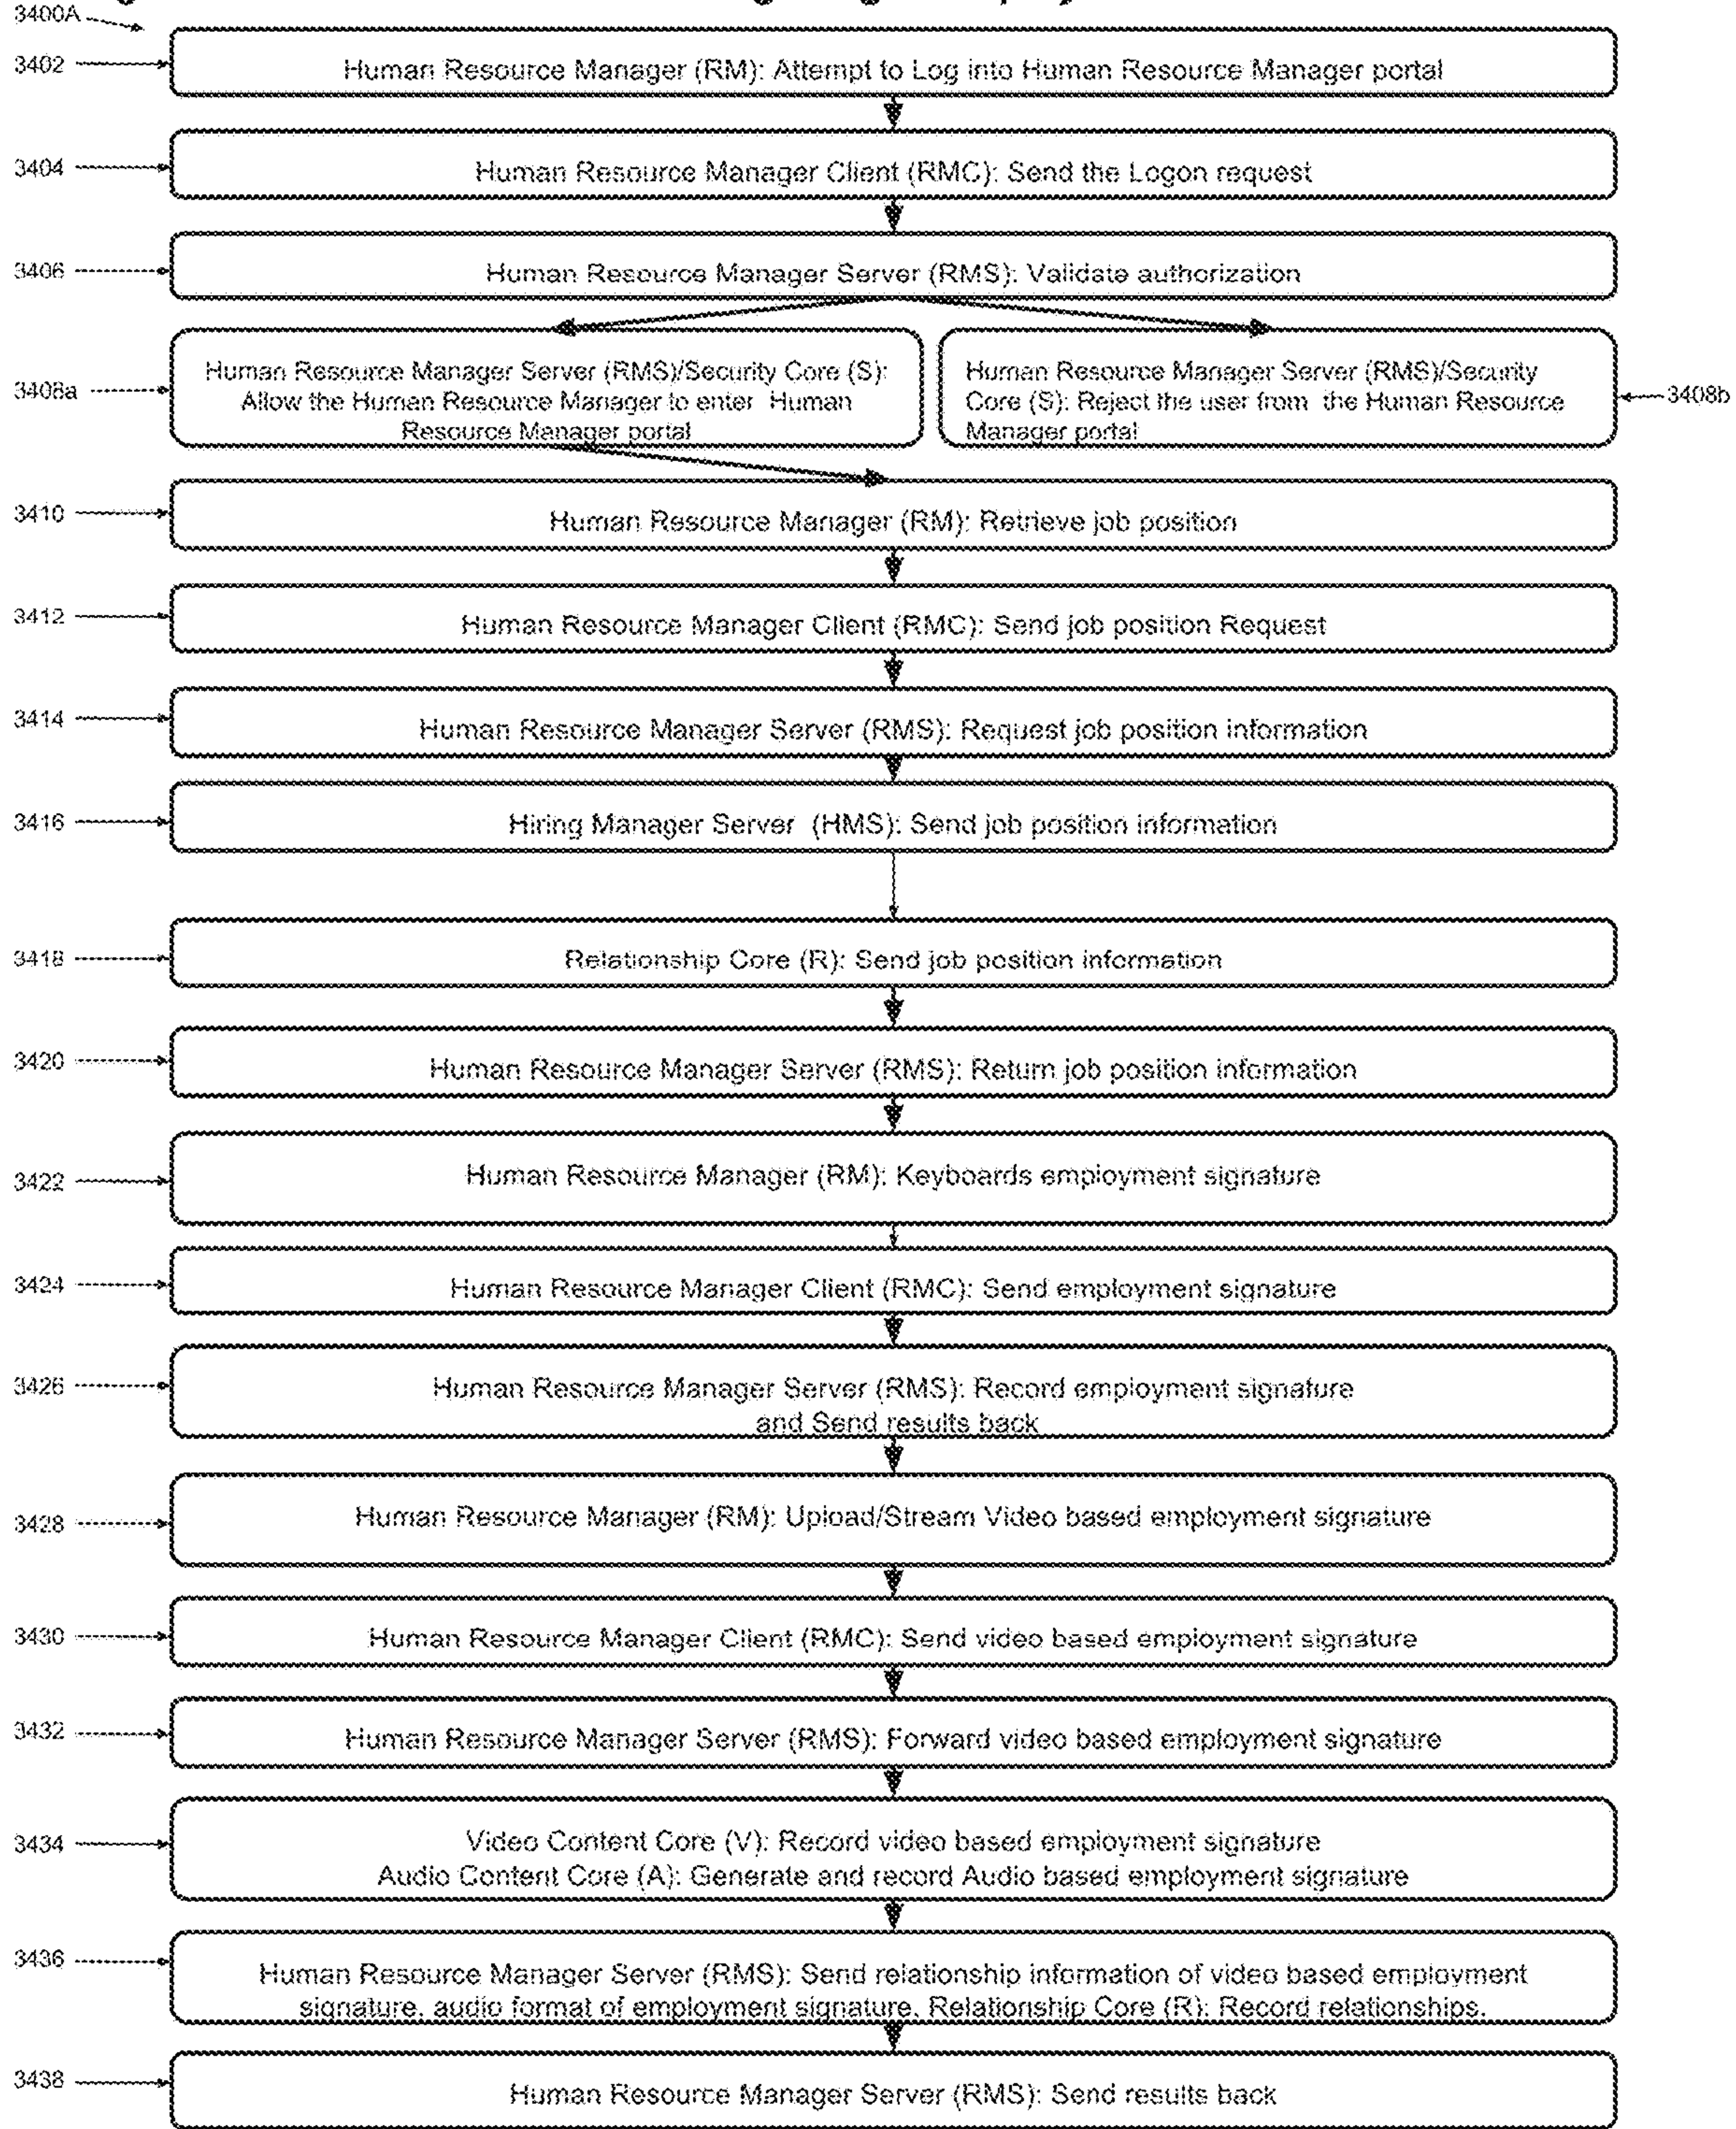 3400A
3402
Human Resource Manager (RM): Attempt to Log into Human Resource Manager portal
3404
Human Resource Manager Client (RMC): Send the Logon request
3406
Human Resource Manager Server (RMS): Validate authorization
3408a
Human Resource Manager Server (RMS)/Security Core (S):
Allow the Human Resource Manager to enter Human
Resource Manager portal
Human Resource Manager Server (RMS)/Security
Core (S): Reject the user from the Human Resource
Manager portal
3408b
3410
Human Resource Manager (RM): Retrieve job position
3412
Human Resource Manager Client (RMC): Send job position Request
3414
Human Resource Manager Server (RMS): Request job position information
3416
Hiring Manager Server (HMS): Send job position information
3418
Relationship Core (R): Send job position information
3420
Human Resource Manager Server (RMS): Return job position information
3422
Human Resource Manager (RM): Keyboards employment signature
3424
Human Resource Manager Client (RMC): Send employment signature
3426
Human Resource Manager Server (RMS): Record employment signature
and Send results back
3428
Human Resource Manager (RM): Upload/Stream Video based employment signature
3430
Human Resource Manager Client (RMC): Send video based employment signature
3432
Human Resource Manager Server (RMS): Forward video based employment signature
3434
Video Content Core (V): Record video based employment signature
Audio Content Core (A): Generate and record Audio based employment signature
3436
Human Resource Manager Server (RMS): Send relationship information of video based employment
signature, audio format of employment signature. Relationship Core (R): Record relationships.
3438
Human Resource Manager Server (RMS): Send results back